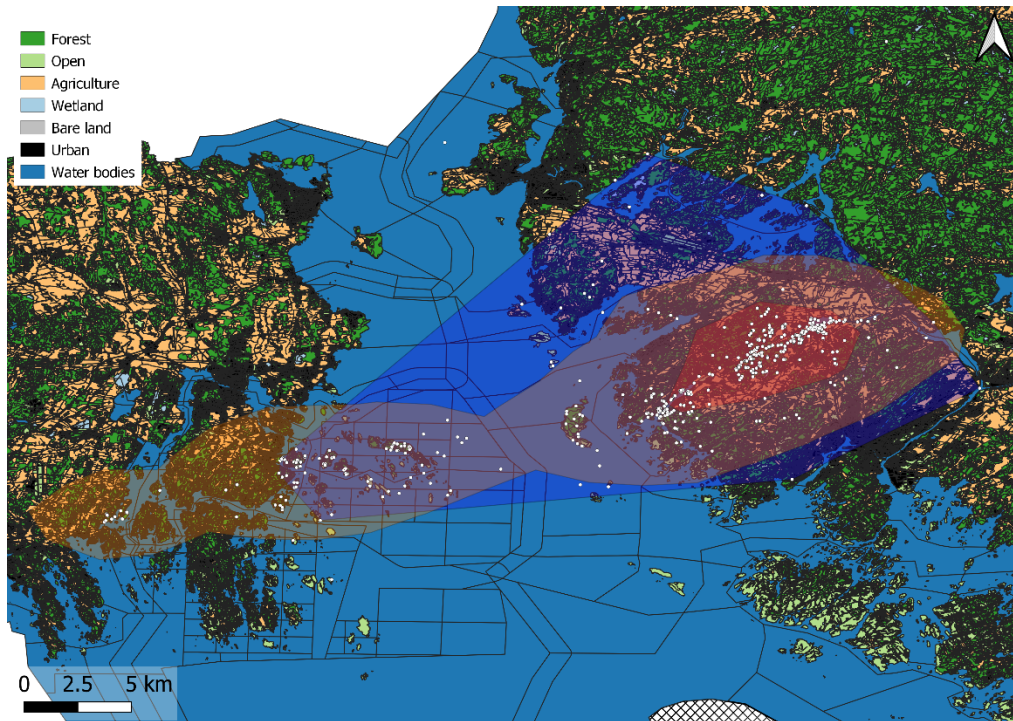 Forest
Open
Agriculture
Wetland
Bare land
Urban
Water bodies
0 2.5 5 km